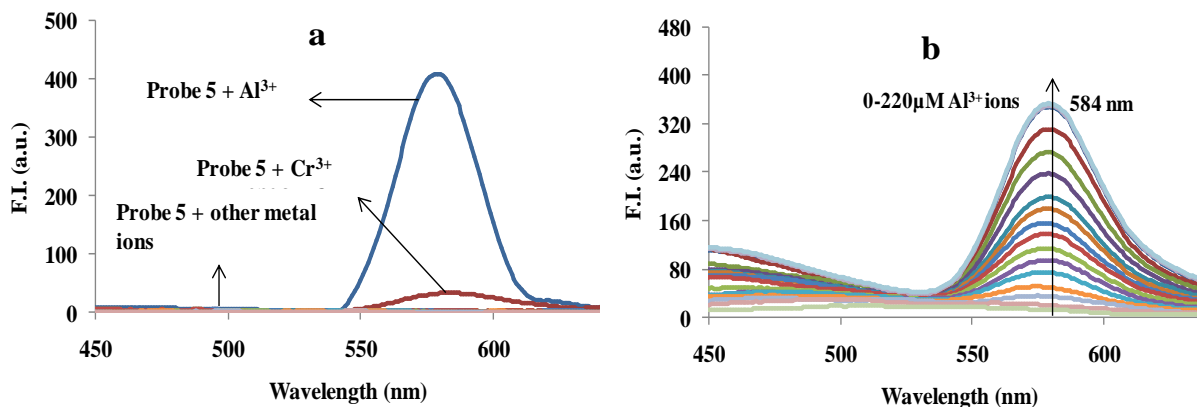 a
500
400
300
200
100
0
F.I. (a.u.)
Probe 5 + Al³⁺
Probe 5 + Cr³⁺
Probe 5 + other metal
ions
450
500
550
600
Wavelength (nm)
b
480
400
320
240
160
80
0
F.I. (a.u.)
0-220µM Al³⁺ ions
584 nm
450
500
550
600
Wavelength (nm)